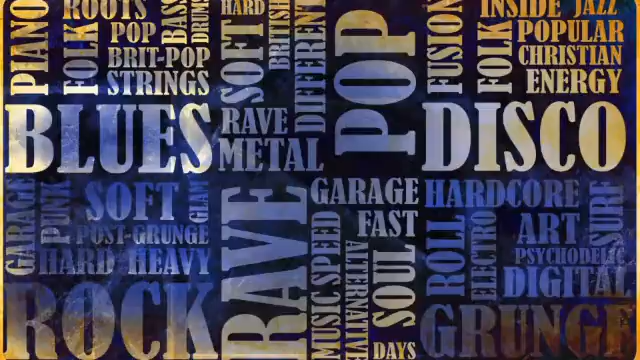 PIANO
ROOTS
FOLK
POP
BASS
DRUMS
BRIT-POP
STRINGS
BLUES
HARD
SOFT
BRITISH
DIFFERENT
RAVE
METAL
POP
FUSION
INSIDE JAZZ
FOLK
POPULAR
CHRISTIAN
ENERGY
DISCO
GARAGE
PUNK
SOFT
GLAM
POST-GRUNGE
HARD HEAVY
ROCK
RAVE
GARAGE
MUSIC SPEED
FAST
ALTERNATIVE
SOUL
DAYS
HARDCORE
SURF
ROLL
ELECTRO
ART
PSYCHODELIC
DIGITAL
GRUNGE